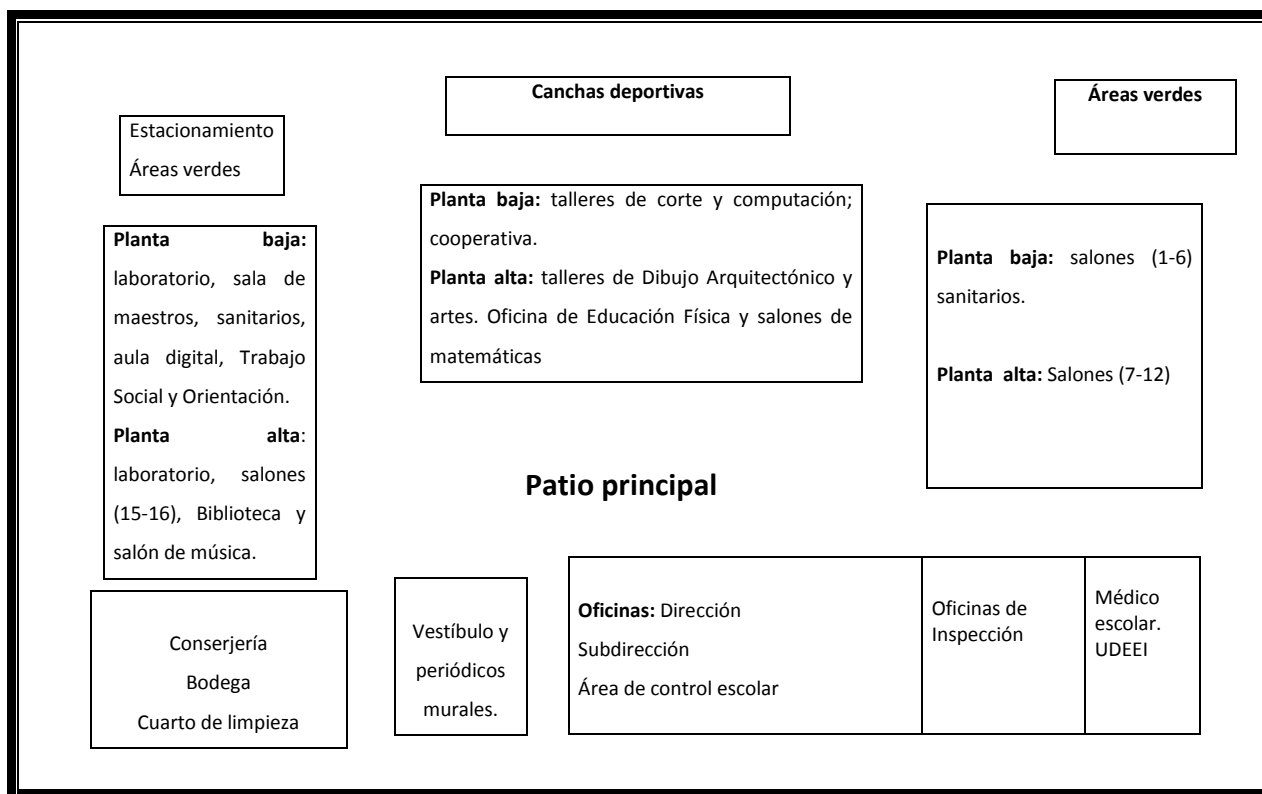 Canchas deportivas
Áreas verdes
Estacionamiento
Áreas verdes
Planta baja: talleres de corte y computación;
cooperativa.
Planta alta: talleres de Dibujo Arquitectónico y
artes. Oficina de Educación Física y salones de
matemáticas
Planta baja: salones (1-6)
sanitarios.
Planta alta: Salones (7-12)
Planta baja:
laboratorio, sala de
maestros, sanitarios,
aula digital, Trabajo
Social y Orientación.
Planta alta:
laboratorio, salones
(15-16), Biblioteca y
salón de música.
Patio principal
Conserjería
Bodega
Cuarto de limpieza
Vestíbulo y
periódicos
murales.
Oficinas: Dirección
Subdirección
Área de control escolar
Oficinas de
Inspección
Médico
escolar.
UDEEI